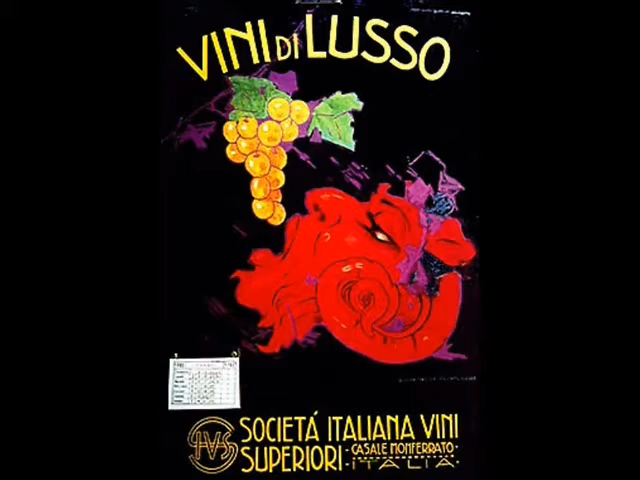 VINI DI LUSSO
SIVS
SOCIETÁ ITALIANA VINI
SUPERIORI · CASALE MONFERRATO ·
· ITALIA ·